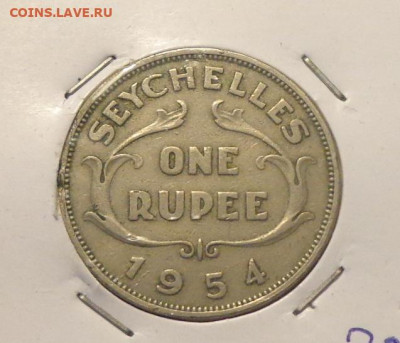 COINS.LAVE.RU
SEYCHELLES
ONE
RUPEE
1954